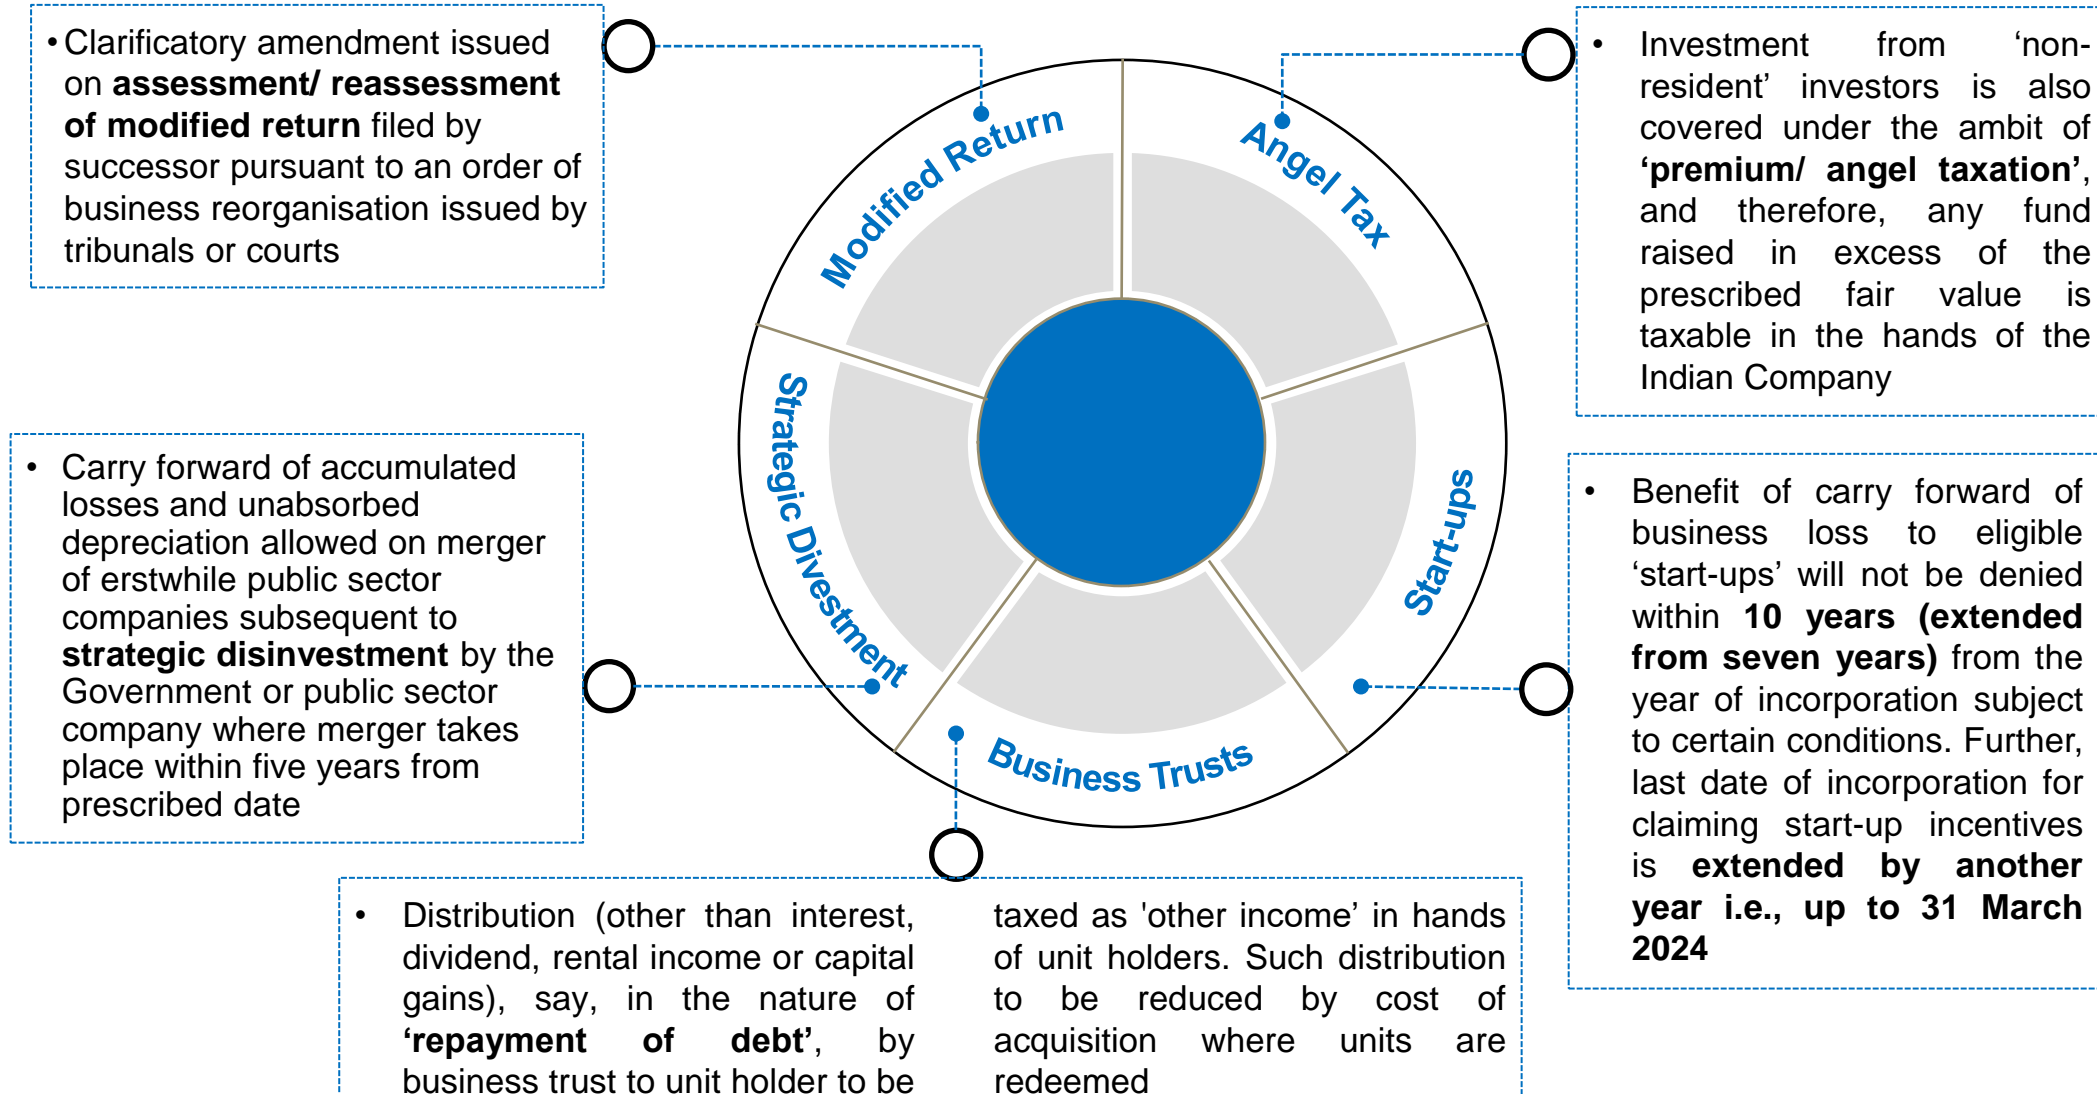 •Clarificatory amendment issued
on assessment/ reassessment
of modified return filed by
successor pursuant to an order of
business reorganisation issued by
tribunals or courts
• Investment from ‘non-
resident’ investors is also
covered under the ambit of
‘premium/ angel taxation’,
and therefore, any fund
raised in excess of the
prescribed fair value is
taxable in the hands of the
Indian Company
Modified Return
Angel Tax
Strategic Divestment
Start-ups
Business Trusts
• Carry forward of accumulated
losses and unabsorbed
depreciation allowed on merger
of erstwhile public sector
companies subsequent to
strategic disinvestment by the
Government or public sector
company where merger takes
place within five years from
prescribed date
• Benefit of carry forward of
business loss to eligible
‘start-ups’ will not be denied
within 10 years (extended
from seven years) from the
year of incorporation subject
to certain conditions. Further,
last date of incorporation for
claiming start-up incentives
is extended by another
year i.e., up to 31 March
2024
• Distribution (other than interest,
dividend, rental income or capital
gains), say, in the nature of
‘repayment of debt’, by
business trust to unit holder to be
taxed as 'other income’ in hands
of unit holders. Such distribution
to be reduced by cost of
acquisition where units are
redeemed